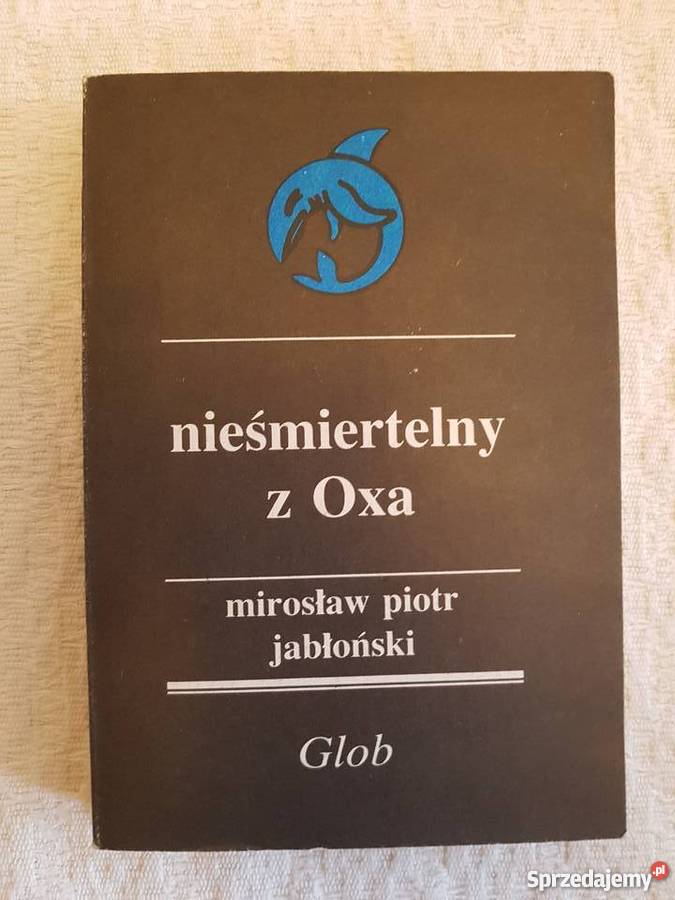 nieśmiertelny
z Oxa
mirosław piotr
jabłoński
Glob
Sprzedajemy.pl